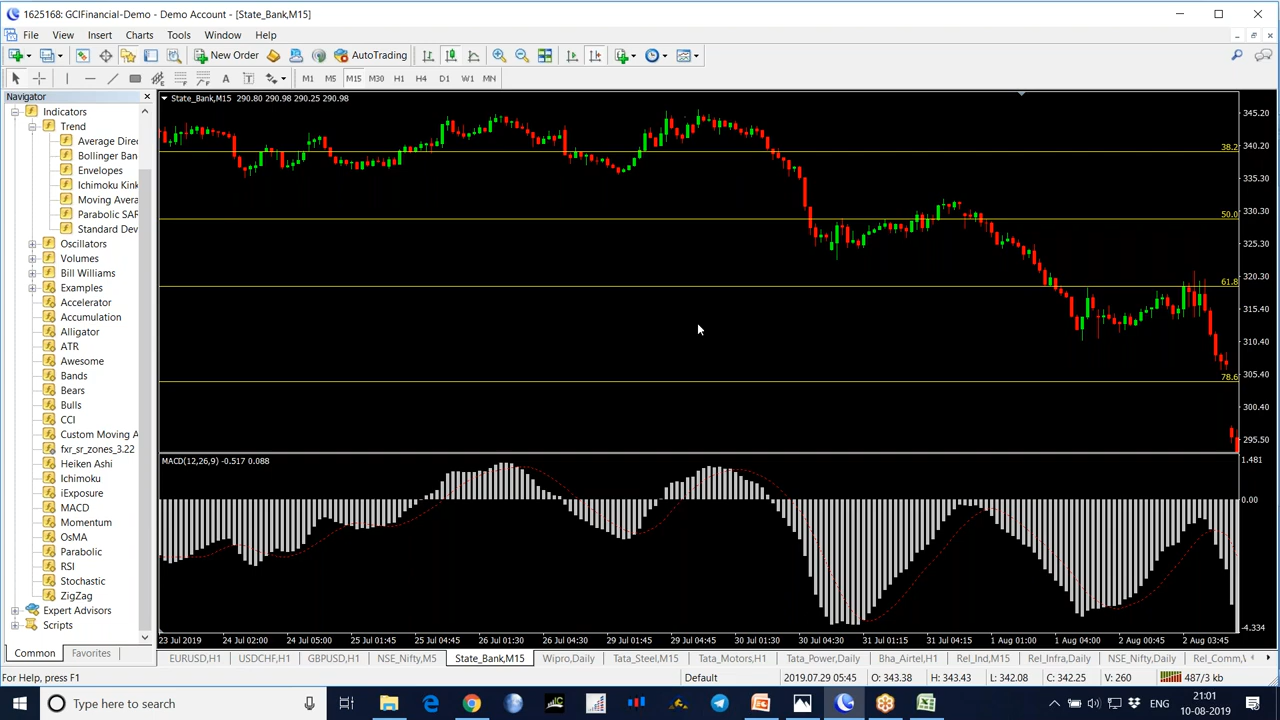 1625168: GCIFinancial-Demo - Demo Account - [State_Bank,M15]
File View Insert Charts Tools Window Help
New Order AutoTrading
M1 M5 M15 M30 H1 H4 D1 W1 MN
Navigator
Indicators
Trend
Average Direc
Bollinger Ban
Envelopes
Ichimoku Kink
Moving Avera
Parabolic SAF
Standard Dev
Oscillators
Volumes
Bill Williams
Examples
Accelerator
Accumulation
Alligator
ATR
Awesome
Bands
Bears
Bulls
CCI
Custom Moving A
fxr_sr_zones_3.22
Heiken Ashi
Ichimoku
iExposure
MACD
Momentum
OsMA
Parabolic
RSI
Stochastic
ZigZag
Expert Advisors
Scripts
Common Favorites
State_Bank,M15 290.80 290.98 290.25 290.98
38.2
50.0
61.8
78.6
345.20
340.20
335.30
330.30
325.30
320.30
315.40
310.40
305.40
300.40
295.50
MACD(12,26,9) -0.517 0.088
1.481
0.00
-4.334
23 Jul 2019 24 Jul 02:00 24 Jul 05:00 25 Jul 01:45 25 Jul 04:45 26 Jul 01:30 26 Jul 04:30 29 Jul 01:45 29 Jul 04:45 30 Jul 01:30 30 Jul 04:30 31 Jul 01:15 31 Jul 04:15 1 Aug 01:00 1 Aug 04:00 2 Aug 00:45 2 Aug 03:45
EURUSD,H1 USDCHF,H1 GBPUSD,H1 NSE_Nifty,M5 State_Bank,M15 Wipro,Daily Tata_Steel,M15 Tata_Motors,H1 Tata_Power,Daily Bha_Airtel,H1 Rel_Ind,M15 Rel_Infra,Daily NSE_Nifty,Daily Rel_Comm,W
For Help, press F1 Default 2019.07.29 05:45 O: 343.38 H: 343.43 L: 342.08 C: 342.25 V: 260 487/3 kb
Type here to search ENG 21:01
10-08-2019